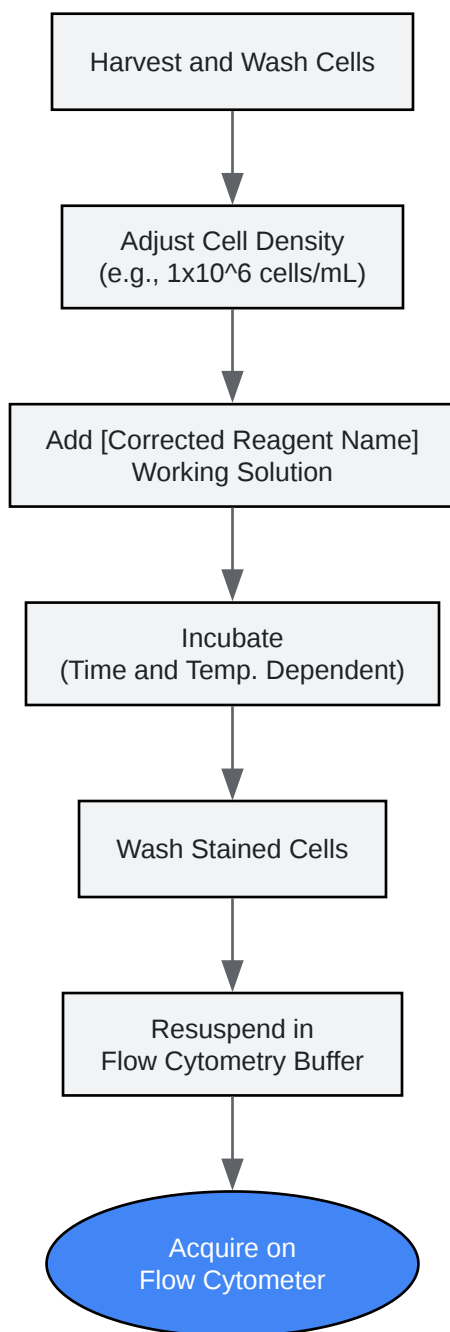 Harvest and Wash Cells
Adjust Cell Density
(e.g., 1x10^6 cells/mL)
Add [Corrected Reagent Name]
Working Solution
Incubate
(Time and Temp. Dependent)
Wash Stained Cells
Resuspend in
Flow Cytometry Buffer
Acquire on
Flow Cytometer